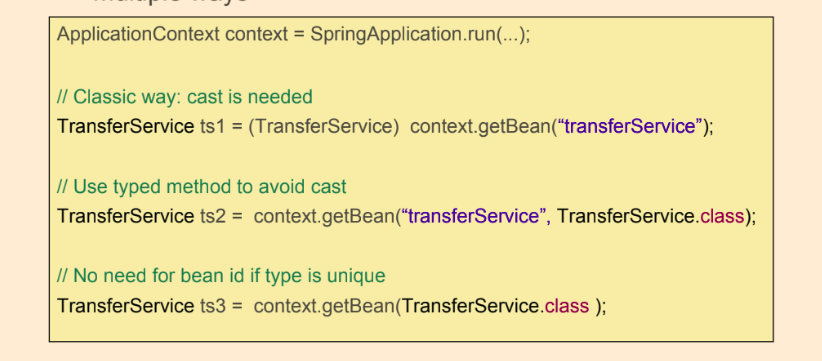 multiple ways
ApplicationContext context = SpringApplication.run(...);
// Classic way: cast is needed
TransferService ts1 = (TransferService)  context.getBean(“transferService”);
// Use typed method to avoid cast
TransferService ts2 =  context.getBean(“transferService”, TransferService.class);
// No need for bean id if type is unique
TransferService ts3 =  context.getBean(TransferService.class );